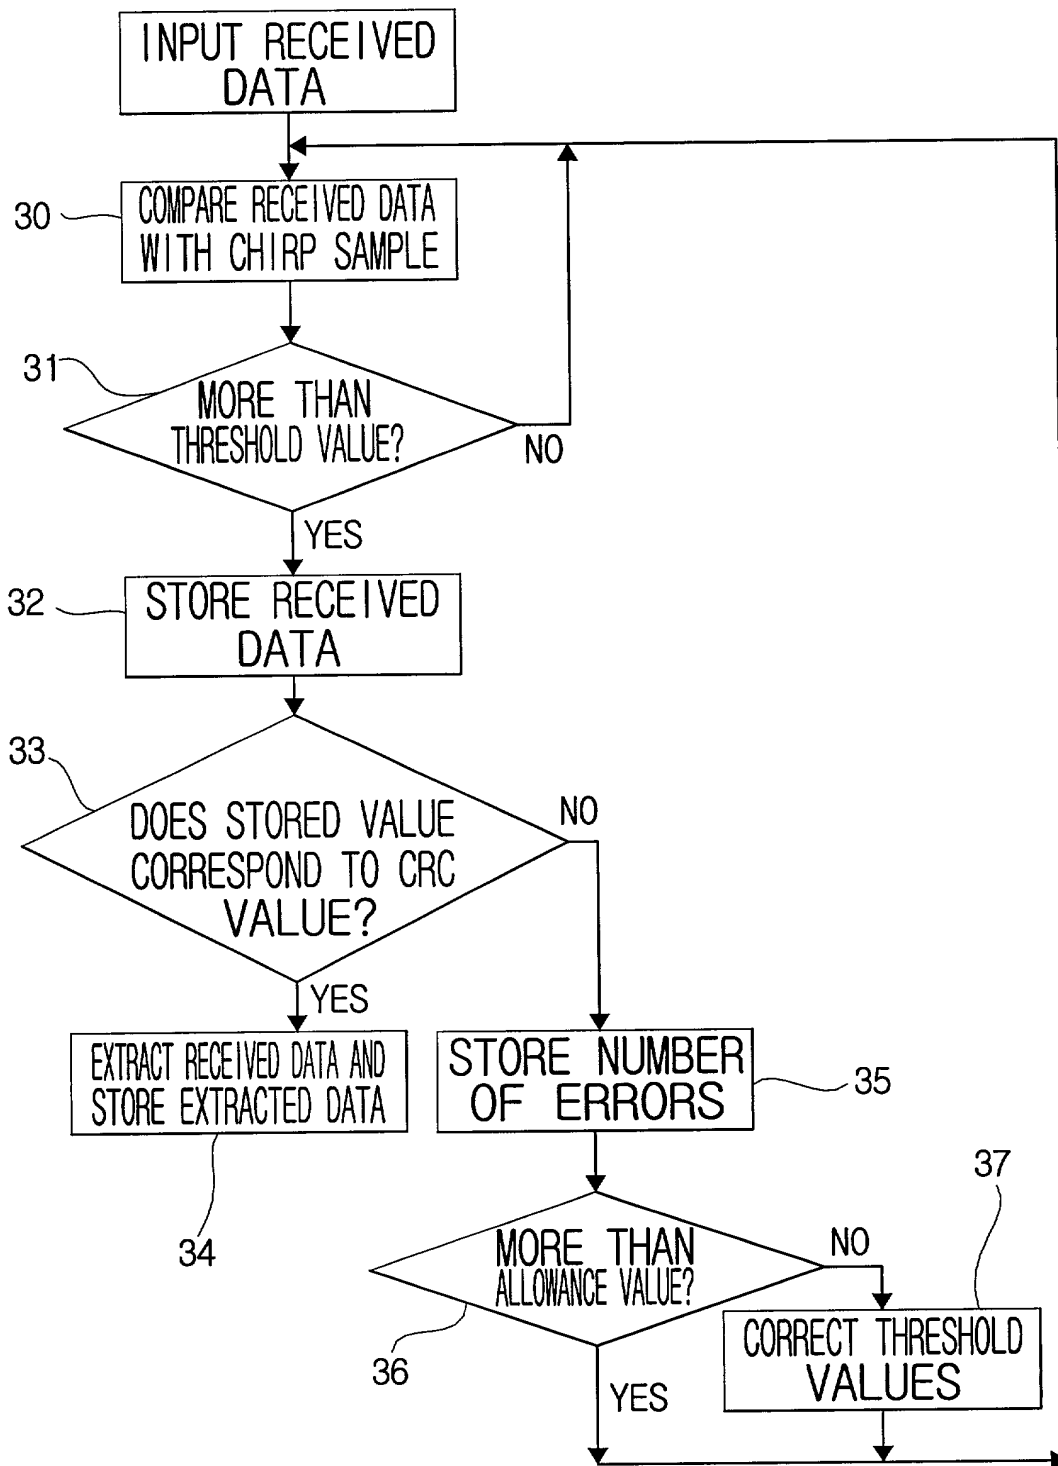 INPUT RECEIVED
DATA
30
COMPARE RECEIVED DATA
WITH CHIRP SAMPLE
31
MORE THAN
THRESHOLD VALUE?
NO
YES
32
STORE RECEIVED
DATA
33
DOES STORED VALUE
CORRESPOND TO CRC
VALUE?
NO
YES
EXTRACT RECEIVED DATA AND
STORE EXTRACTED DATA
34
STORE NUMBER
OF ERRORS
35
MORE THAN
ALLOWANCE VALUE?
36
NO
YES
37
CORRECT THRESHOLD
VALUES